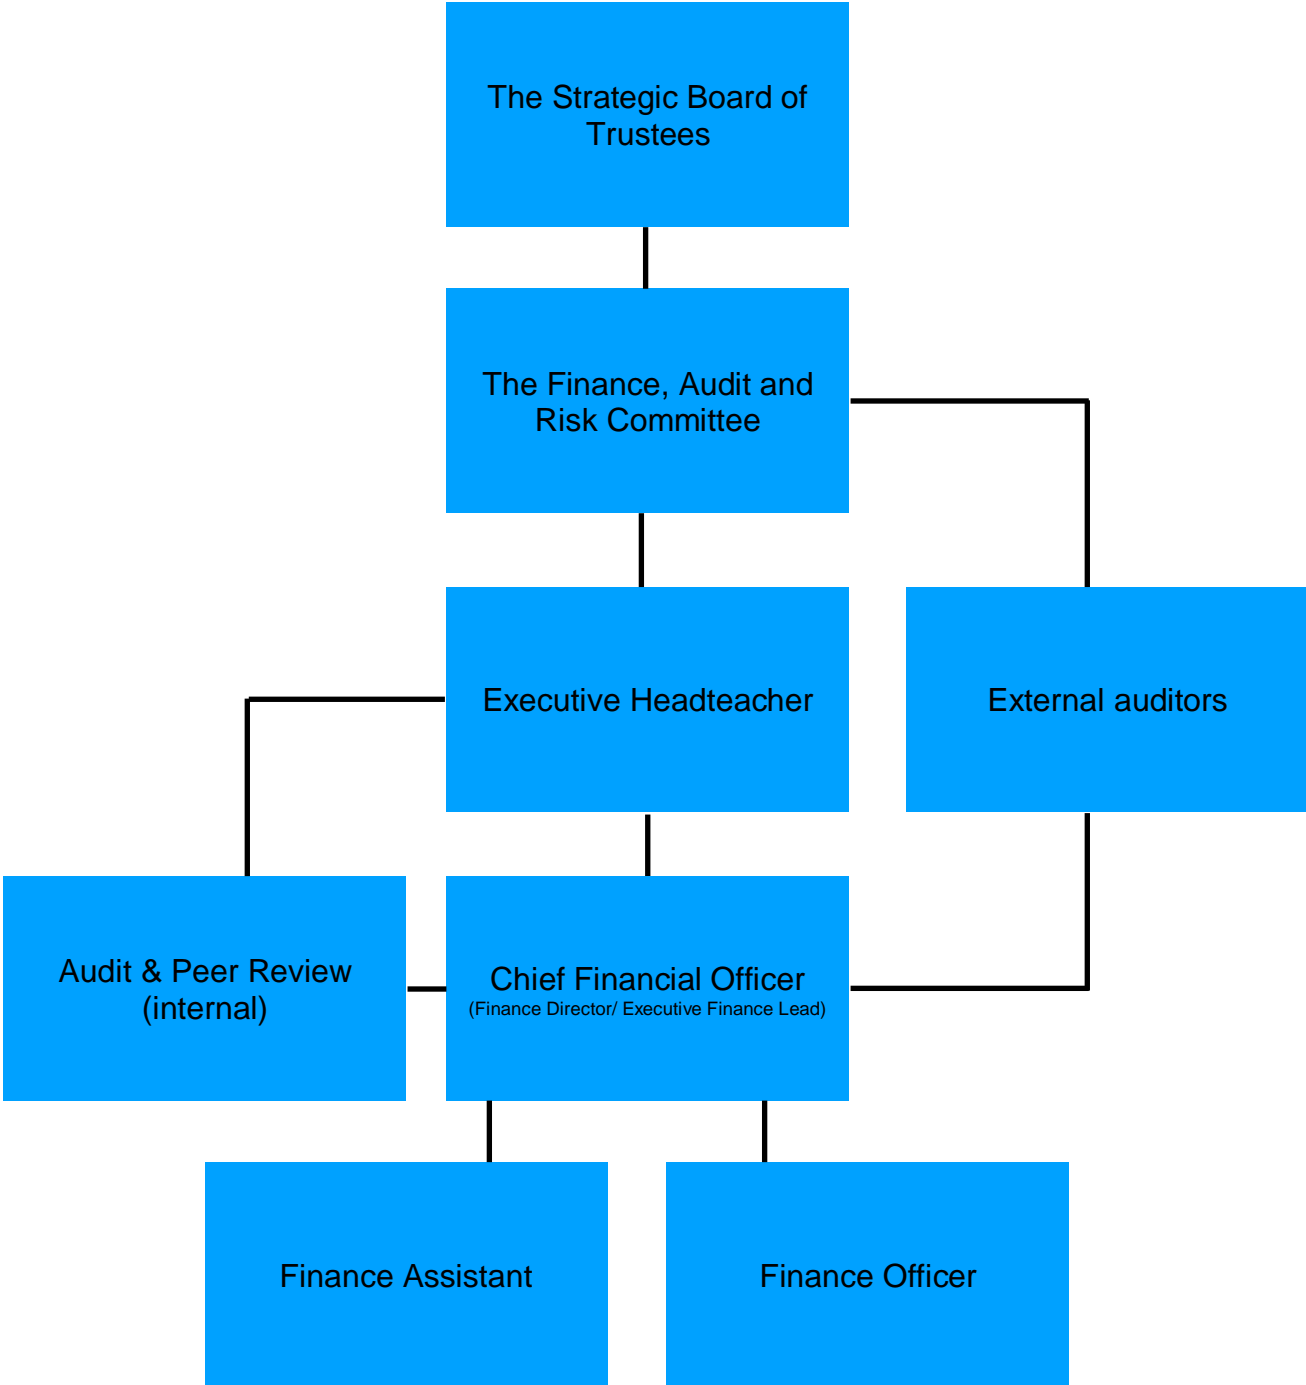 The Strategic Board of
Trustees
The Finance, Audit and
Risk Committee
Executive Headteacher
External auditors
Audit & Peer Review
(internal)
Chief Financial Officer
(Finance Director/ Executive Finance Lead)
Finance Assistant
Finance Officer